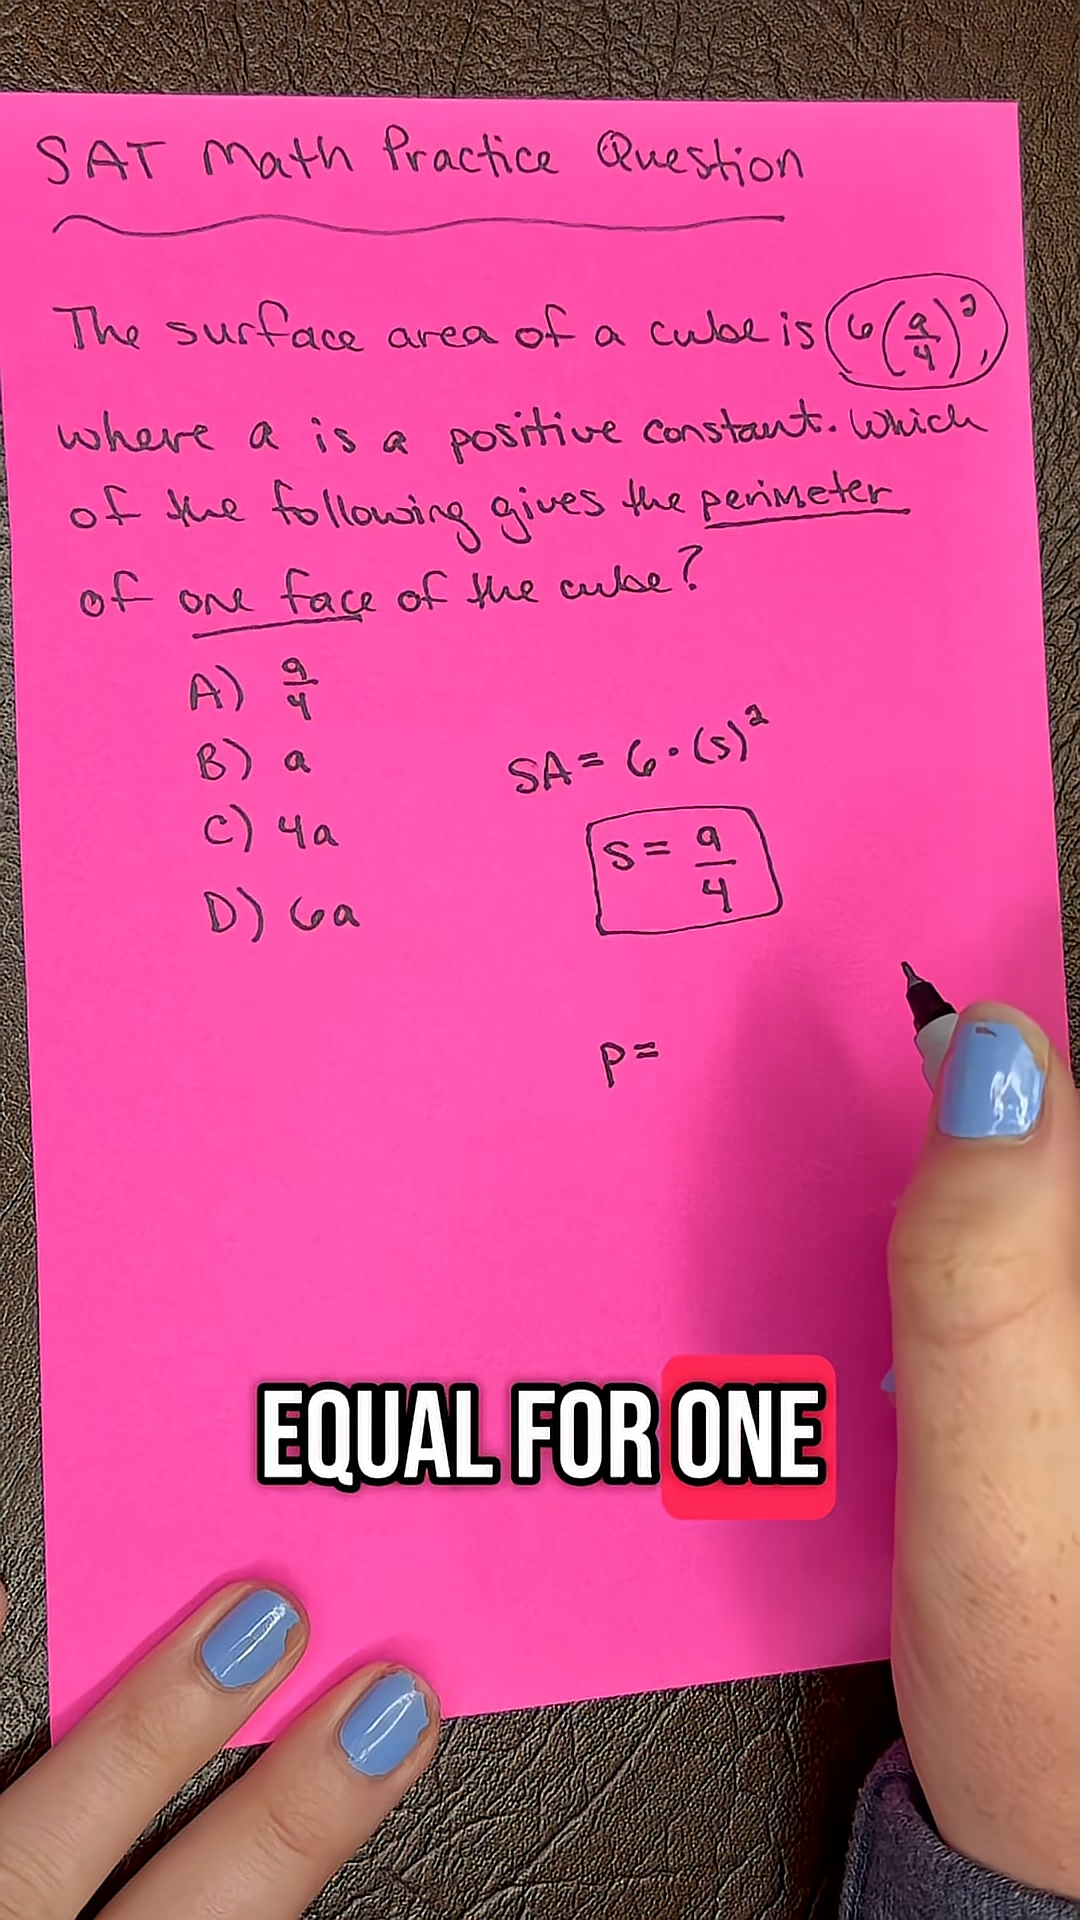 SAT Math Practice Question
The surface area of a cube is 6(a/4)²,
where a is a positive constant. Which
of the following gives the perimeter
of one face of the cube?
A) a/4
B) a
C) 4a
D) 6a
SA = 6 · (s)²
s = a/4
P =
EQUAL FOR ONE